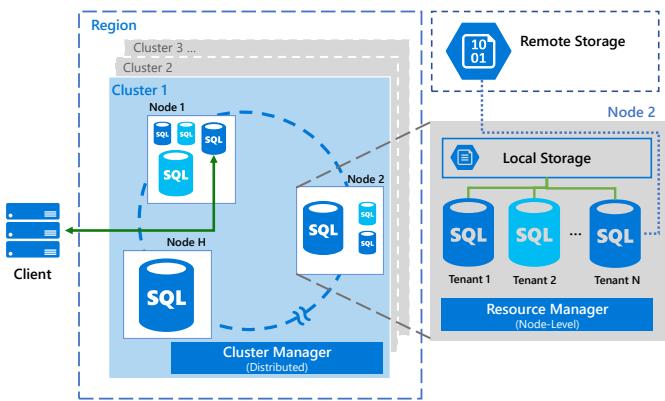 Region
Cluster 3 ...
Cluster 2
Cluster 1
Node 1
SQL
SQL
SQL
SQL
Node 2
SQL
SQL
SQL
Node H
SQL
Client
Cluster Manager
(Distributed)
10
01
Remote Storage
Node 2
Local Storage
SQL
SQL
...
SQL
Tenant 1
Tenant 2
Tenant N
Resource Manager
(Node-Level)